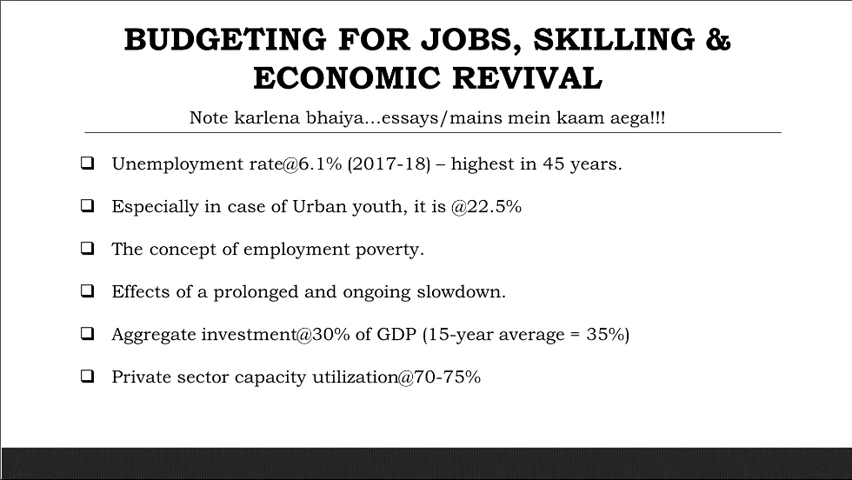 BUDGETING FOR JOBS, SKILLING &
ECONOMIC REVIVAL
Note karlena bhaiya...essays/mains mein kaam aega!!!
❑ Unemployment rate@6.1% (2017-18) – highest in 45 years.
❑ Especially in case of Urban youth, it is @22.5%
❑ The concept of employment poverty.
❑ Effects of a prolonged and ongoing slowdown.
❑ Aggregate investment@30% of GDP (15-year average = 35%)
❑ Private sector capacity utilization@70-75%